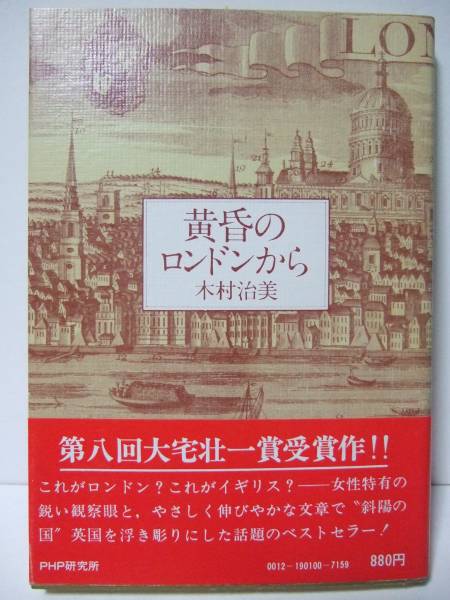 LON
24
黄昏の
ロンドンから
木村治美
第八回大宅壮一賞受賞作!!
これがロンドン?これがイギリス?――女性特有の
鋭い観察眼と,やさしく伸びやかな文章で〝斜陽の
国〟英国を浮き彫りにした話題のベストセラー!
PHP研究所
0012-190100-7159
880円